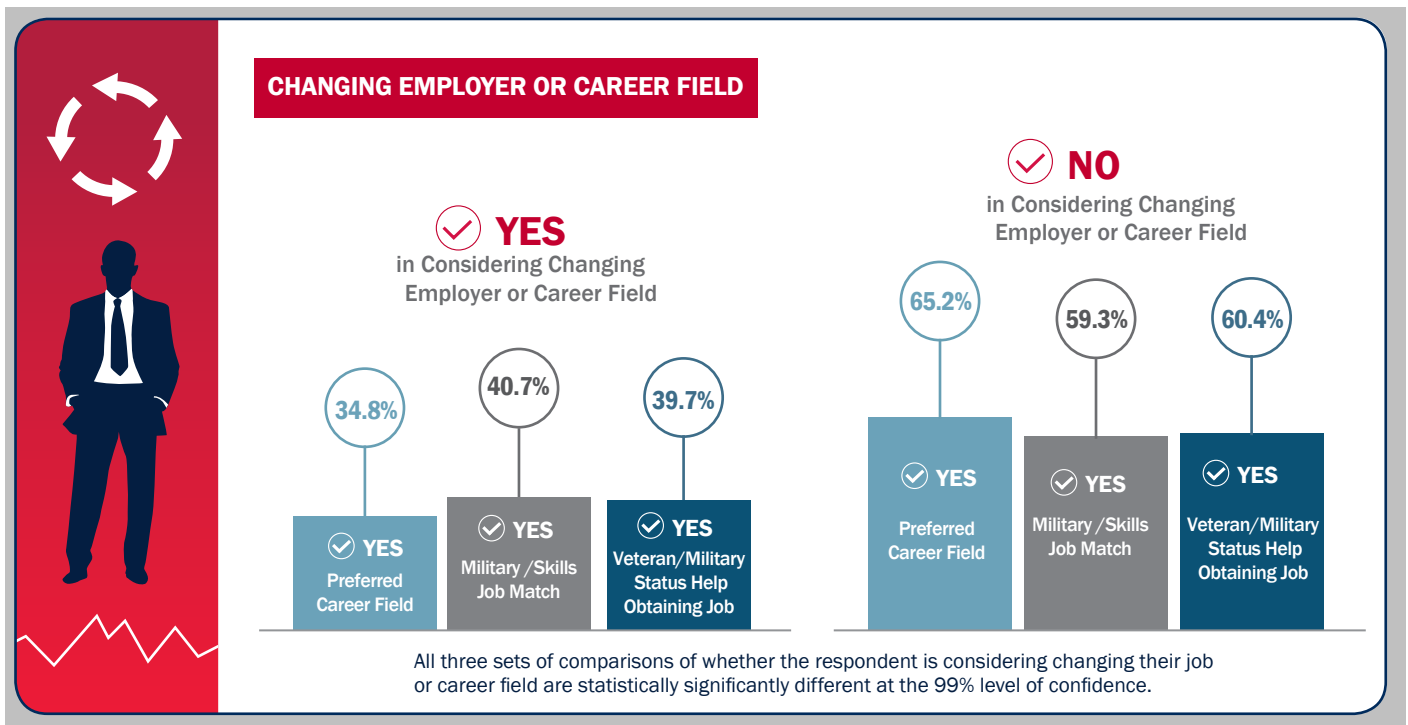 CHANGING EMPLOYER OR CAREER FIELD
YES
in Considering Changing
Employer or Career Field
34.8%
40.7%
39.7%
YES
Preferred
Career Field
YES
Military /Skills
Job Match
YES
Veteran/Military
Status Help
Obtaining Job
NO
in Considering Changing
Employer or Career Field
65.2%
59.3%
60.4%
YES
Preferred
Career Field
YES
Military /Skills
Job Match
YES
Veteran/Military
Status Help
Obtaining Job
All three sets of comparisons of whether the respondent is considering changing their job
or career field are statistically significantly different at the 99% level of confidence.